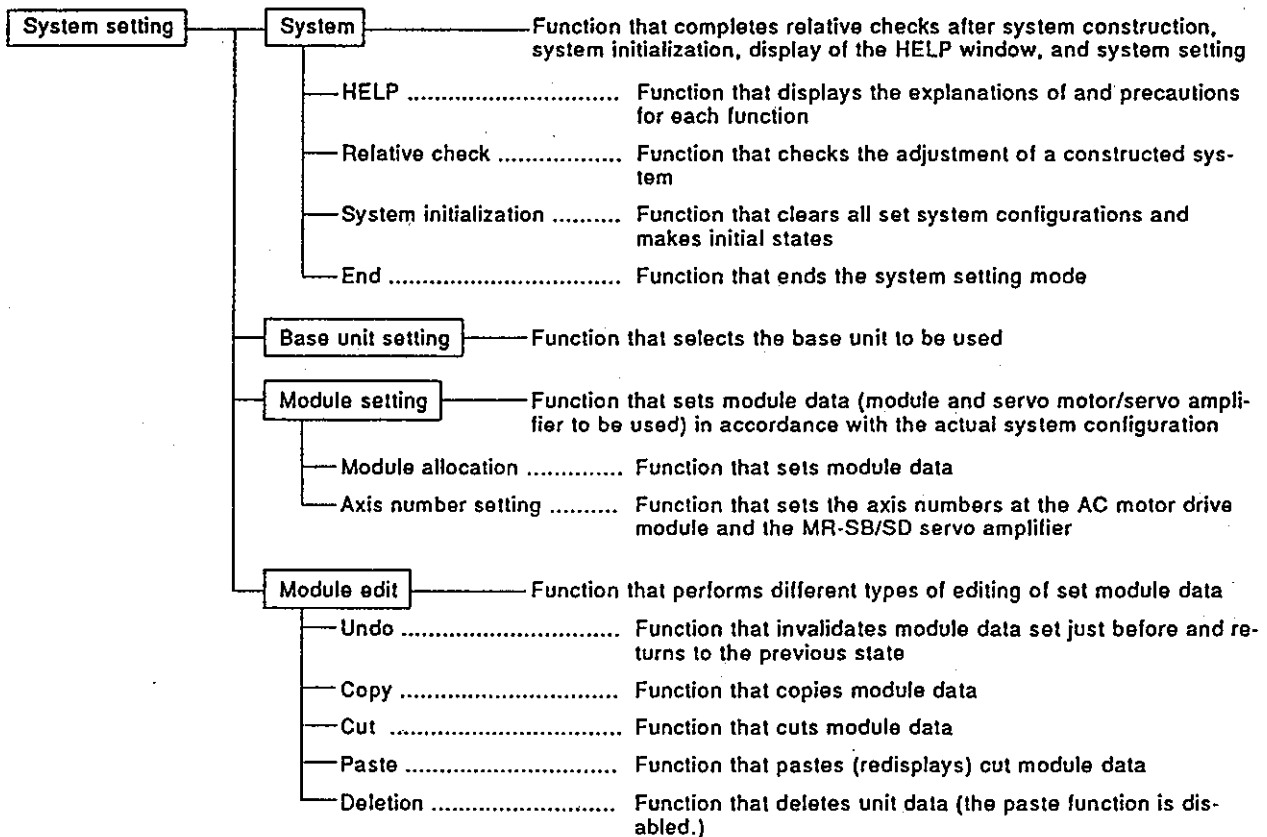 System setting System Function that completes relative checks after system construction,
system initialization, display of the HELP window, and system setting
HELP .............................. Function that displays the explanations of and precautions
for each function
Relative check .................. Function that checks the adjustment of a constructed sys-
tem
System initialization .......... Function that clears all set system configurations and
makes initial states
End ................................. Function that ends the system setting mode
Base unit setting Function that selects the base unit to be used
Module setting Function that sets module data (module and servo motor/servo ampli-
fier to be used) in accordance with the actual system configuration
Module allocation .............. Function that sets module data
Axis number setting .......... Function that sets the axis numbers at the AC motor drive
module and the MR-SB/SD servo amplifier
Module edit Function that performs different types of editing of set module data
Undo ................................ Function that invalidates module data set just before and re-
turns to the previous state
Copy ............................... Function that copies module data
Cut ................................. Function that cuts module data
Paste .............................. Function that pastes (redisplays) cut module data
Deletion .......................... Function that deletes unit data (the paste function is dis-
abled.)